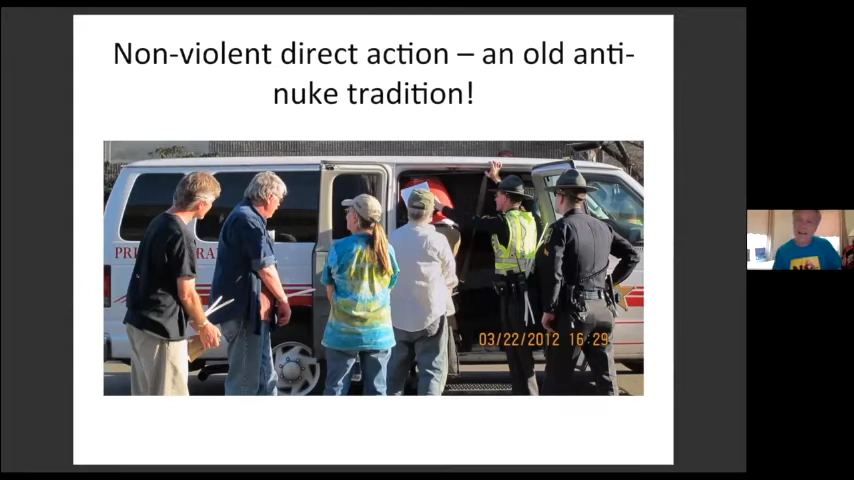 Non-violent direct action – an old anti-
nuke tradition!
03/22/2012 16:29